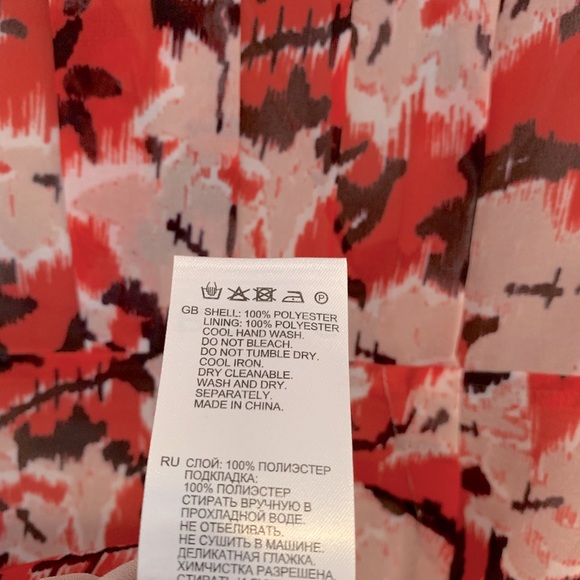 P
GB SHELL: 100% POLYESTER
LINING: 100% POLYESTER
COOL HAND WASH.
DO NOT BLEACH.
DO NOT TUMBLE DRY.
COOL IRON.
DRY CLEANABLE.
WASH AND DRY.
SEPARATELY.
MADE IN CHINA.
RU СЛОЙ: 100% ПОЛИЭСТЕР
ПОДКЛАДКА:
100% ПОЛИЭСТЕР
СТИРАТЬ ВРУЧНУЮ В
ПРОХЛАДНОЙ ВОДЕ.
НЕ ОТБЕЛИВАТЬ.
НЕ СУШИТЬ В МАШИНЕ.
ДЕЛИКАТНАЯ ГЛАЖКА.
ХИМЧИСТКА РАЗРЕШЕНА
СТИРАТЬ И